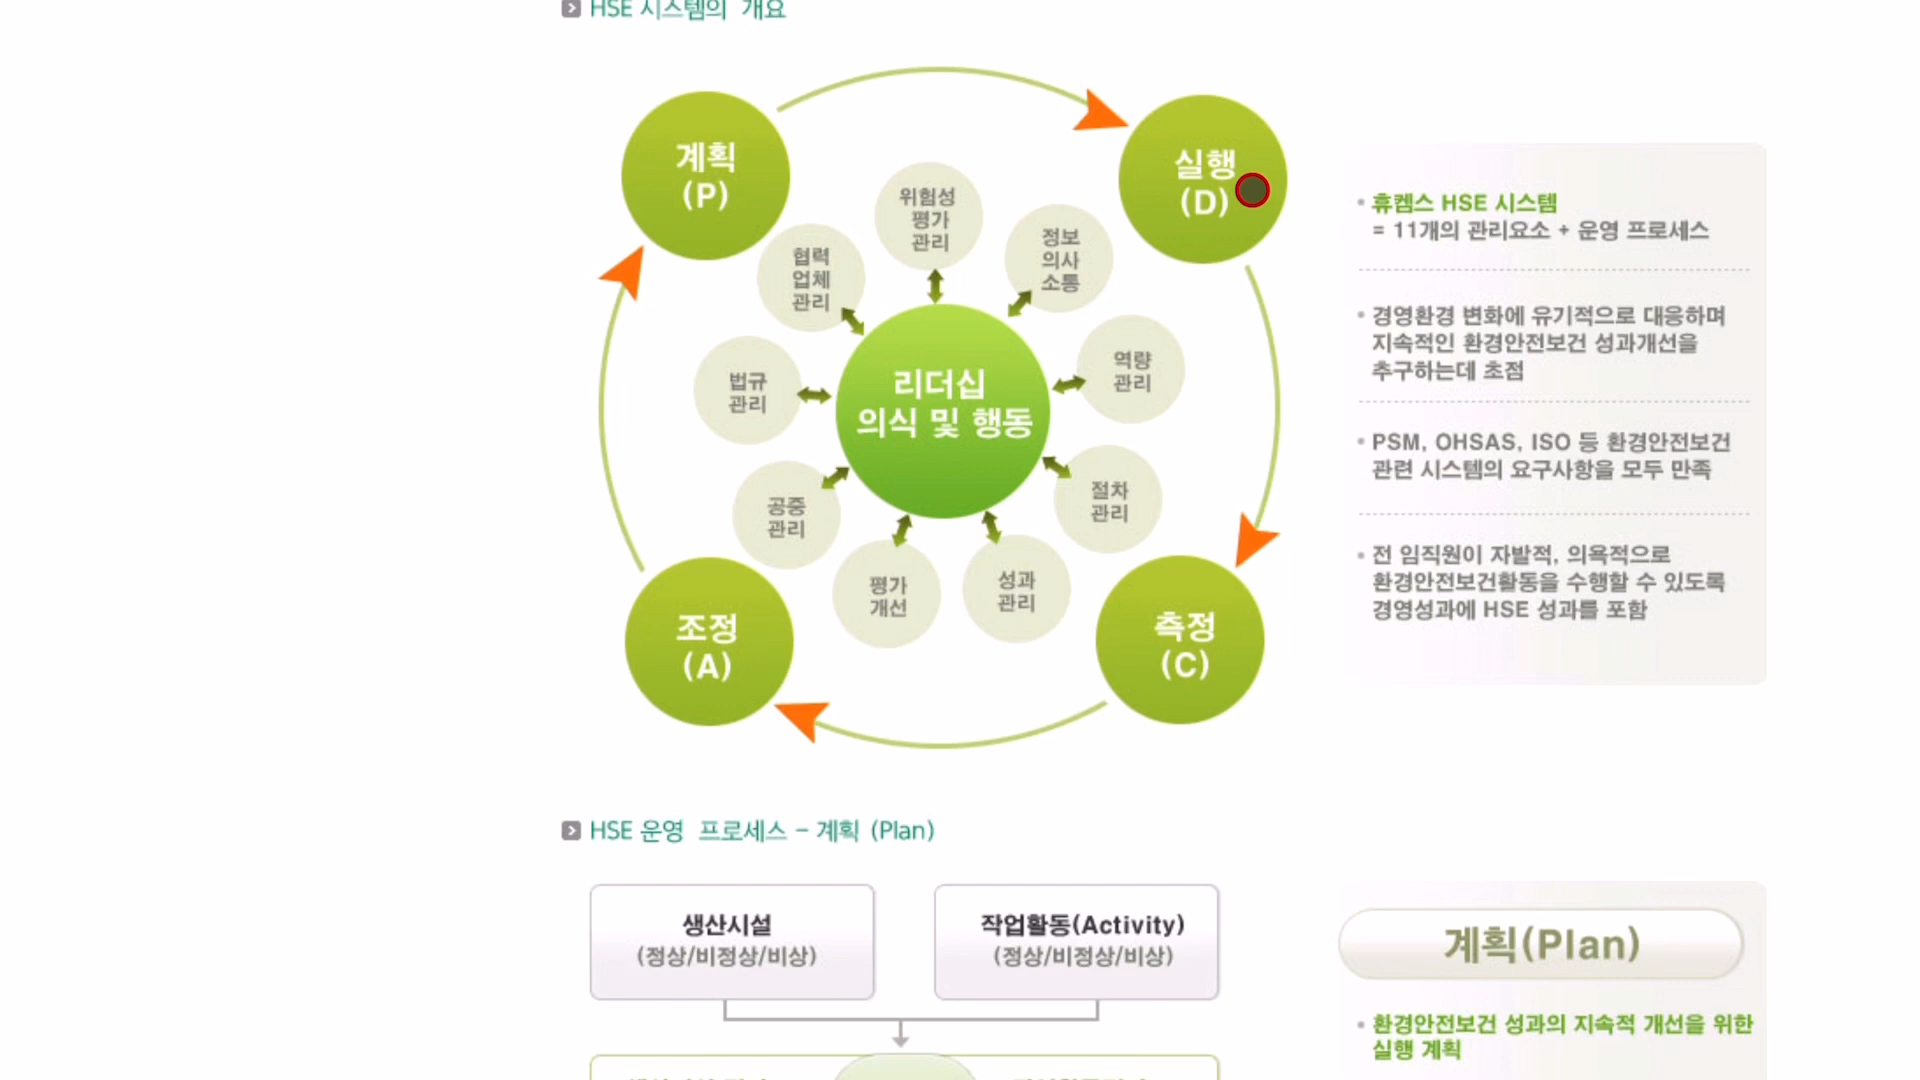 HSE 시스템의 개요
계획
(P)
실행
(D)
위험성
평가
관리
정보
의사
소통
협력
업체
관리
역량
관리
법규
관리
리더십
의식 및 행동
절차
관리
공중
관리
평가
개선
성과
관리
조정
(A)
측정
(C)
휴켐스 HSE 시스템
= 11개의 관리요소 + 운영 프로세스
경영환경 변화에 유기적으로 대응하며
지속적인 환경안전보건 성과개선을
추구하는데 초점
PSM, OHSAS, ISO 등 환경안전보건
관련 시스템의 요구사항을 모두 만족
전 임직원이 자발적, 의욕적으로
환경안전보건활동을 수행할 수 있도록
경영성과에 HSE 성과를 포함
HSE 운영 프로세스 - 계획 (Plan)
생산시설
(정상/비정상/비상)
작업활동(Activity)
(정상/비정상/비상)
계획(Plan)
환경안전보건 성과의 지속적 개선을 위한
실행 계획